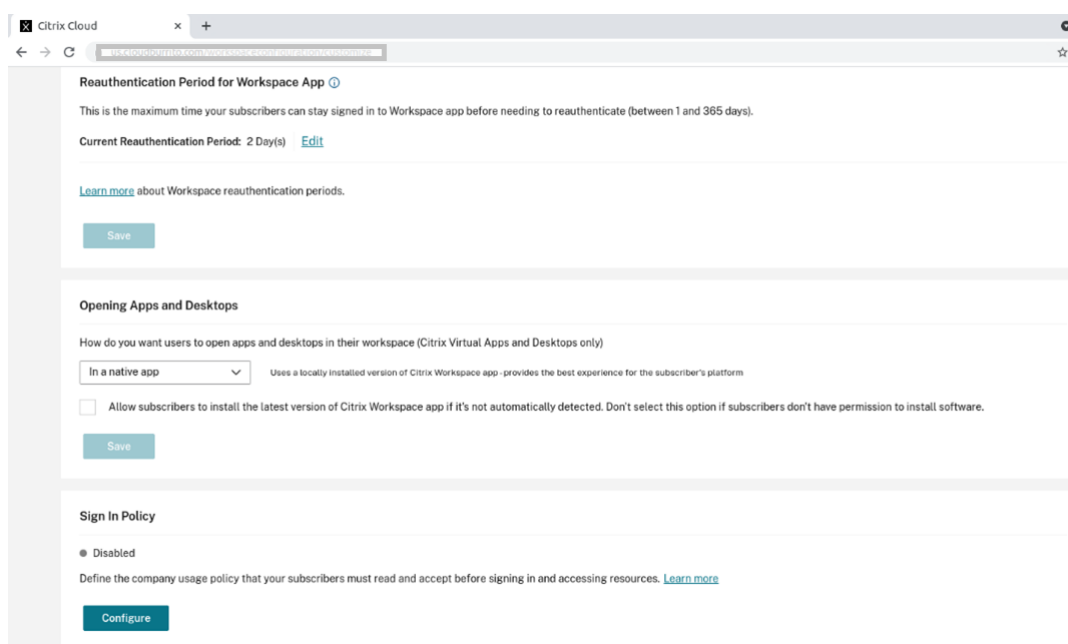 Citrix Cloud
Reauthentication Period for Workspace App
This is the maximum time your subscribers can stay signed in to Workspace app before needing to reauthenticate (between 1 and 365 days).
Current Reauthentication Period: 2 Day(s) Edit
Learn more about Workspace reauthentication periods.
Save
Opening Apps and Desktops
How do you want users to open apps and desktops in their workspace (Citrix Virtual Apps and Desktops only)
In a native app Uses a locally installed version of Citrix Workspace app - provides the best experience for the subscriber's platform
Allow subscribers to install the latest version of Citrix Workspace app if it's not automatically detected. Don't select this option if subscribers don't have permission to install software.
Save
Sign In Policy
Disabled
Define the company usage policy that your subscribers must read and accept before signing in and accessing resources. Learn more
Configure